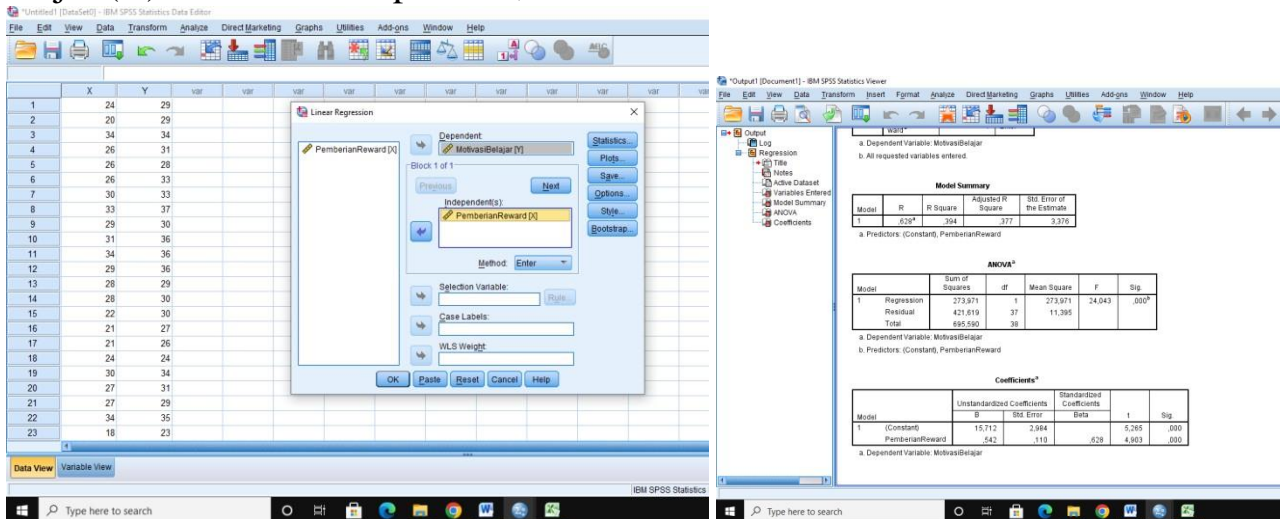 *Untitled1 [DataSet0] - IBM SPSS Statistics Data Editor
File Edit View Data Transform Analyze Direct Marketing Graphs Utilities Add-ons Window Help
X Y var var var var var var var var var var
1 24 29
2 20 29
3 34 34
4 26 31
5 26 28
6 26 33
7 30 33
8 33 37
9 29 30
10 31 36
11 34 36
12 29 36
13 28 29
14 28 30
15 22 30
16 21 27
17 21 26
18 24 24
19 30 34
20 27 31
21 27 29
22 34 35
23 18 23
Linear Regression
PemberianReward [X]
Dependent:
MotivasiBelajar [Y]
Block 1 of 1
Previous Next
Independent(s):
PemberianReward [X]
Method: Enter
Selection Variable:
Rule...
Case Labels:
WLS Weight:
Statistics...
Plots...
Save...
Options...
Style...
Bootstrap...
OK Paste Reset Cancel Help
Data View Variable View
IBM SPSS Statistics
Type here to search
*Output1 [Document1] - IBM SPSS Statistics Viewer
File Edit View Data Transform Insert Format Analyze Direct Marketing Graphs Utilities Add-ons Window Help
Output
Log
Regression
Title
Notes
Active Dataset
Variables Entered
Model Summary
ANOVA
Coefficients
ward
a. Dependent Variable: MotivasiBelajar
b. All requested variables entered.
Model Summary
Model R R Square Adjusted R Square Std. Error of the Estimate
1 ,628a ,394 ,377 3,376
a. Predictors: (Constant), PemberianReward
ANOVAa
Model Sum of Squares df Mean Square F Sig.
1 Regression 273,971 1 273,971 24,043 ,000b
Residual 421,619 37 11,395
Total 695,590 38
a. Dependent Variable: MotivasiBelajar
b. Predictors: (Constant), PemberianReward
Coefficientsa
Unstandardized Coefficients Standardized Coefficients
Model B Std. Error Beta t Sig.
1 (Constant) 15,712 2,984 5,265 ,000
PemberianReward ,542 ,110 ,628 4,903 ,000
a. Dependent Variable: MotivasiBelajar
Type here to search